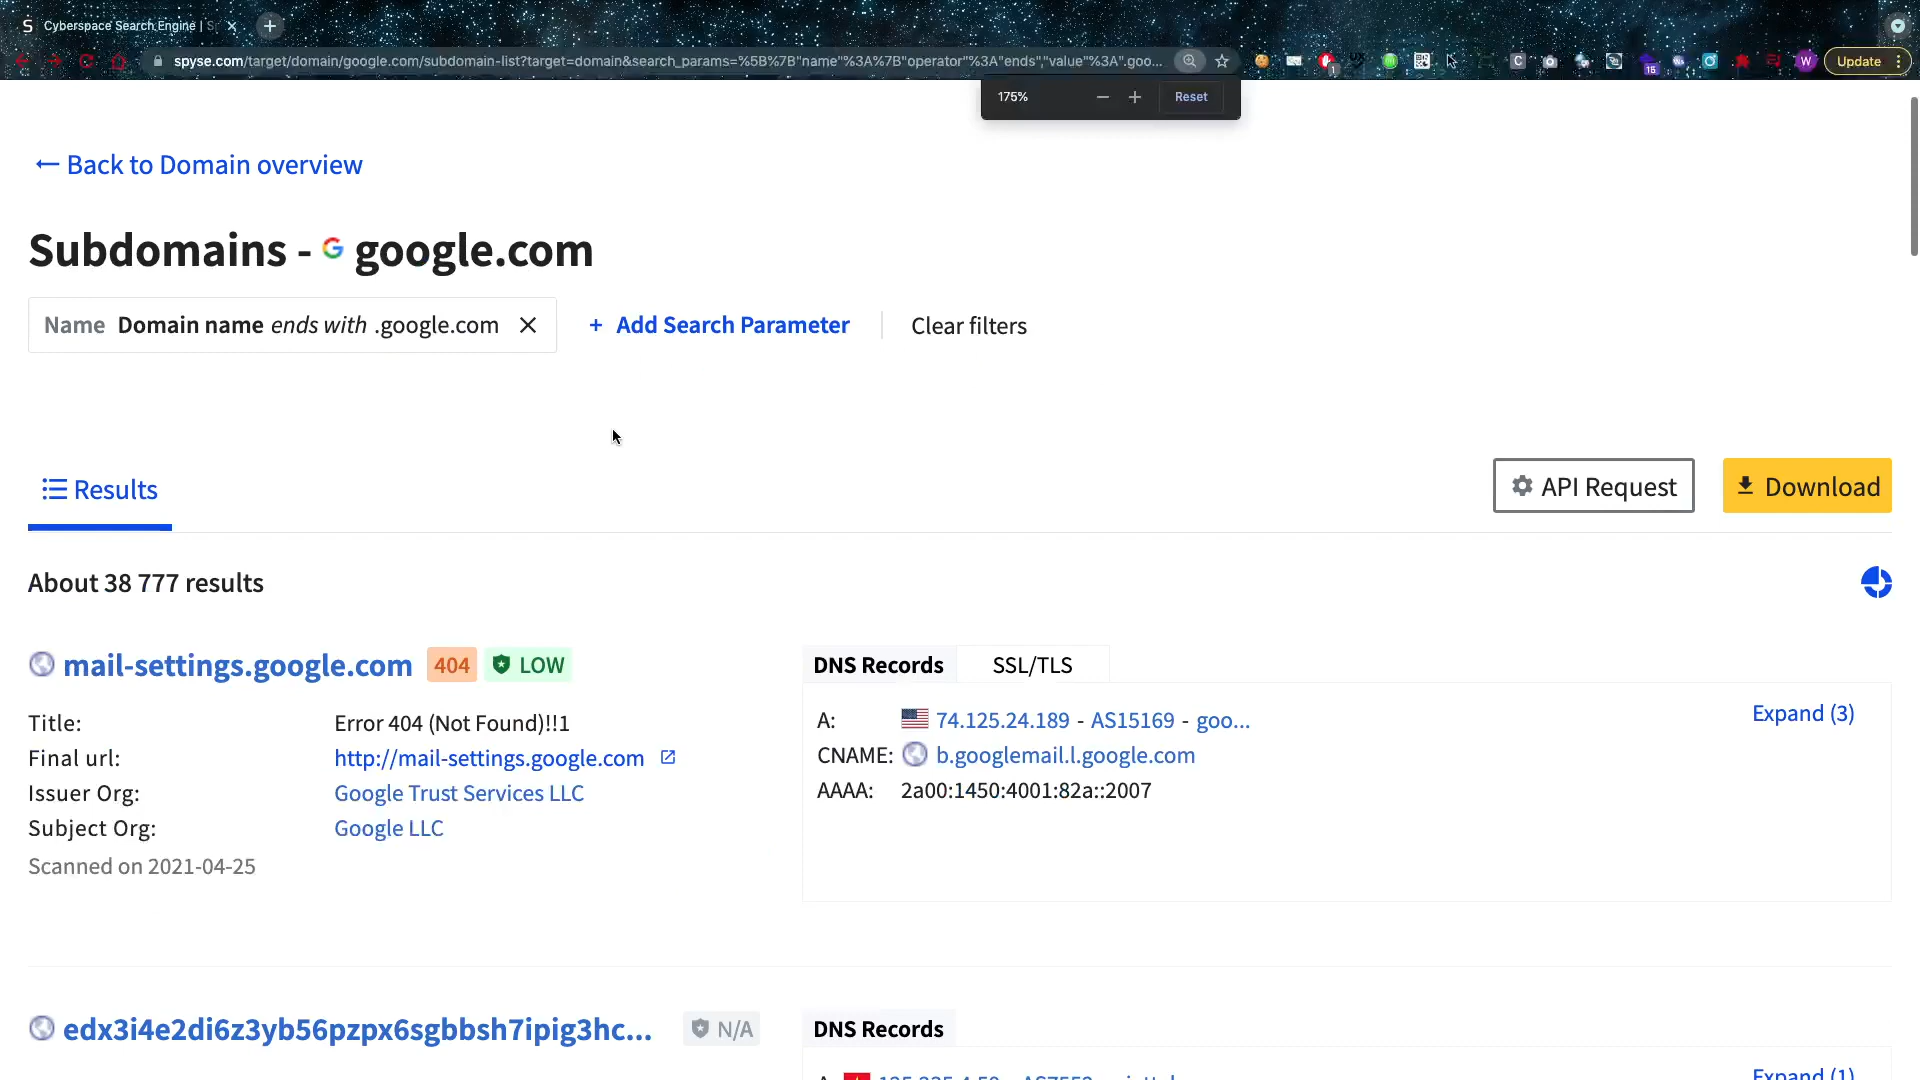 S Cyberspace Search Engine |
spyse.com/target/domain/google.com/subdomain-list?target=domain&search_params=%5B%7B"name"%3A%7B"operator"%3A"ends","value"%3A".goo...
1
C
15
W
Update
175%
Reset
← Back to Domain overview
Subdomains - google.com
Name Domain name ends with .google.com
+ Add Search Parameter
Clear filters
Results
API Request
Download
About 38 777 results
mail-settings.google.com 404 LOW
DNS Records SSL/TLS
Title: Error 404 (Not Found)!!1
Final url: http://mail-settings.google.com
Issuer Org: Google Trust Services LLC
Subject Org: Google LLC
Scanned on 2021-04-25
A: 74.125.24.189 - AS15169 - goo...
Expand (3)
CNAME: b.googlemail.l.google.com
AAAA: 2a00:1450:4001:82a::2007
edx3i4e2di6z3yb56pzpx6sgbbsh7ipig3hc... N/A
DNS Records
Expand (1)